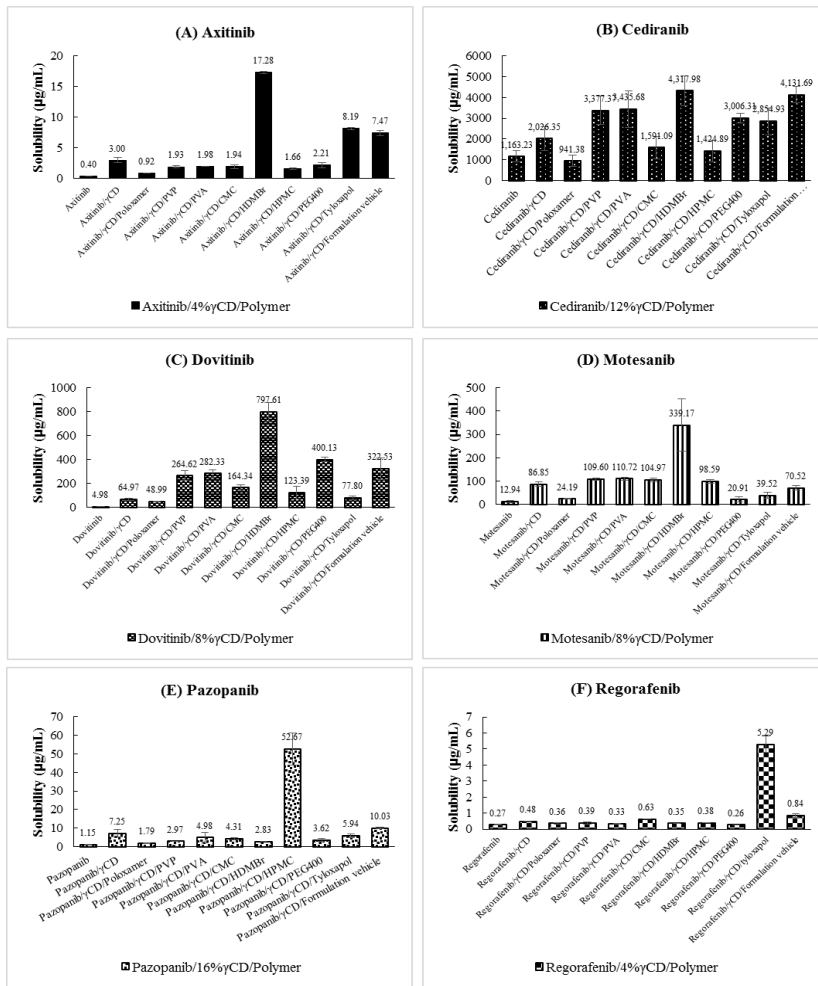 (A) Axitinib
Solubility (µg/mL)
20
15
10
5
0
0.40
3.00
0.92
1.93
1.98
1.94
17.28
1.66
2.21
8.19
7.47
Axitinib
Axitinib/γCD
Axitinib/γCD/Poloxamer
Axitinib/γCD/PVP
Axitinib/γCD/PVA
Axitinib/γCD/CMC
Axitinib/γCD/HDMBr
Axitinib/γCD/HPMC
Axitinib/γCD/PEG400
Axitinib/γCD/Tyloxapol
Axitinib/γCD/Formulation vehicle
Axitinib/4%γCD/Polymer
(B) Cediranib
Solubility (µg/mL)
6000
5000
4000
3000
2000
1000
0
1,163.23
2,026.35
941.38
3,377.37
3,435.68
1,591.09
4,317.98
1,424.89
3,006.31
2,854.93
4,131.69
Cediranib
Cediranib/γCD
Cediranib/γCD/Poloxamer
Cediranib/γCD/PVP
Cediranib/γCD/PVA
Cediranib/γCD/CMC
Cediranib/γCD/HDMBr
Cediranib/γCD/HPMC
Cediranib/γCD/PEG400
Cediranib/γCD/Tyloxapol
Cediranib/γCD/Formulation …
Cediranib/12%γCD/Polymer
(C) Dovitinib
Solubility (µg/mL)
1000
800
600
400
200
0
4.98
64.97
48.99
264.62
282.33
164.34
797.61
123.39
400.13
77.80
322.53
Dovitinib
Dovitinib/γCD
Dovitinib/γCD/Poloxamer
Dovitinib/γCD/PVP
Dovitinib/γCD/PVA
Dovitinib/γCD/CMC
Dovitinib/γCD/HDMBr
Dovitinib/γCD/HPMC
Dovitinib/γCD/PEG400
Dovitinib/γCD/Tyloxapol
Dovitinib/γCD/Formulation vehicle
Dovitinib/8%γCD/Polymer
(D) Motesanib
Solubility (µg/mL)
500
400
300
200
100
0
12.94
86.85
24.19
109.60
110.72
104.97
339.17
98.59
20.91
39.52
70.52
Motesanib
Motesanib/γCD
Motesanib/γCD/Poloxamer
Motesanib/γCD/PVP
Motesanib/γCD/PVA
Motesanib/γCD/CMC
Motesanib/γCD/HDMBr
Motesanib/γCD/HPMC
Motesanib/γCD/PEG400
Motesanib/γCD/Tyloxapol
Motesanib/γCD/Formulation vehicle
Motesanib/8%γCD/Polymer
(E) Pazopanib
Solubility (µg/mL)
70
60
50
40
30
20
10
0
1.15
7.25
1.79
2.97
4.98
4.31
2.83
52.67
3.62
5.94
10.03
Pazopanib
Pazopanib/γCD
Pazopanib/γCD/Poloxamer
Pazopanib/γCD/PVP
Pazopanib/γCD/PVA
Pazopanib/γCD/CMC
Pazopanib/γCD/HDMBr
Pazopanib/γCD/HPMC
Pazopanib/γCD/PEG400
Pazopanib/γCD/Tyloxapol
Pazopanib/γCD/Formulation vehicle
Pazopanib/16%γCD/Polymer
(F) Regorafenib
Solubility (µg/mL)
7
6
5
4
3
2
1
0
0.27
0.48
0.36
0.39
0.33
0.63
0.35
0.38
0.26
5.29
0.84
Regorafenib
Regorafenib/γCD
Regorafenib/γCD/Poloxamer
Regorafenib/γCD/PVP
Regorafenib/γCD/PVA
Regorafenib/γCD/CMC
Regorafenib/γCD/HDMBr
Regorafenib/γCD/HPMC
Regorafenib/γCD/PEG400
Regorafenib/γCD/tyloxapol
Regorafenib/γCD/Formulation vehicle
Regorafenib/4%γCD/Polymer